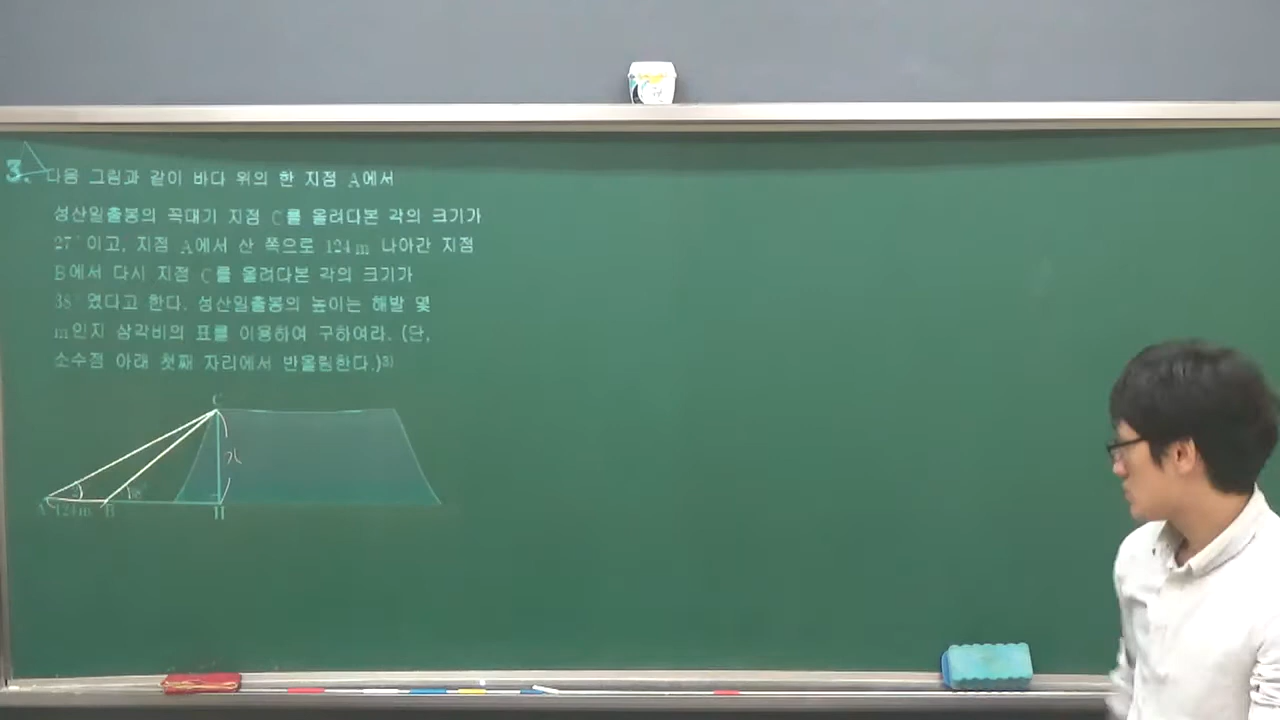 3. 다음 그림과 같이 바다 위의 한 지점 A에서
성산일출봉의 꼭대기 지점 C를 올려다본 각의 크기가
27°이고, 지점 A에서 산 쪽으로 124m 나아간 지점
B에서 다시 지점 C를 올려다본 각의 크기가
38°였다고 한다. 성산일출봉의 높이는 해발 몇
m인지 삼각비의 표를 이용하여 구하여라. (단,
소수점 아래 첫째 자리에서 반올림한다.)
C
A 124m B H